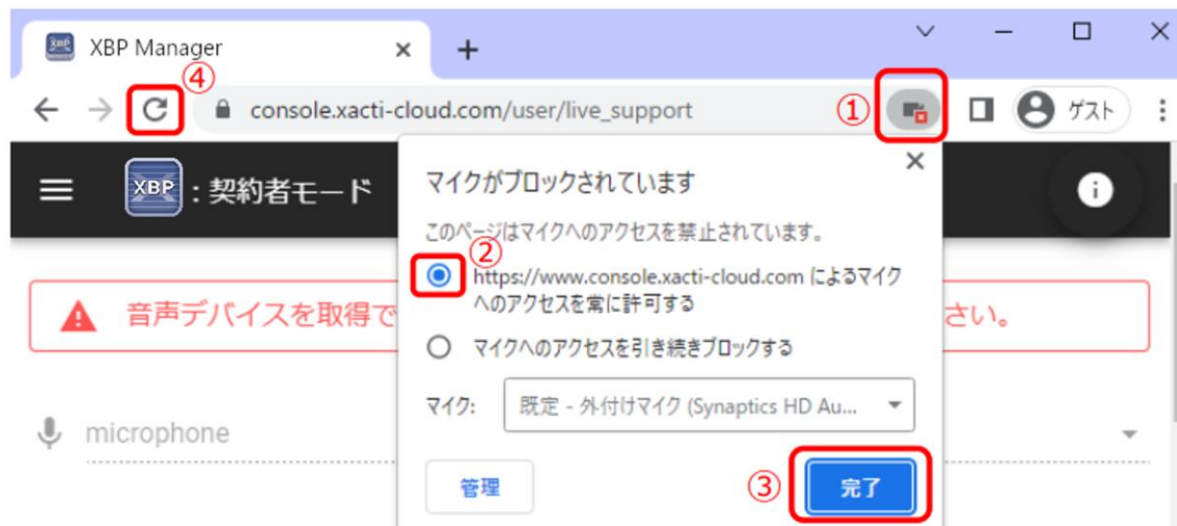 XBP XBP Manager
④
console.xacti-cloud.com/user/live_support ① ゲスト
XBP :契約者モード
マイクがブロックされています
このページはマイクへのアクセスを禁止されています。
②
https://www.console.xacti-cloud.com によるマイク
へのアクセスを常に許可する
音声デバイスを取得で
さい。
マイクへのアクセスを引き続きブロックする
マイク: 既定 - 外付けマイク (Synaptics HD Au...
microphone
管理 ③ 完了